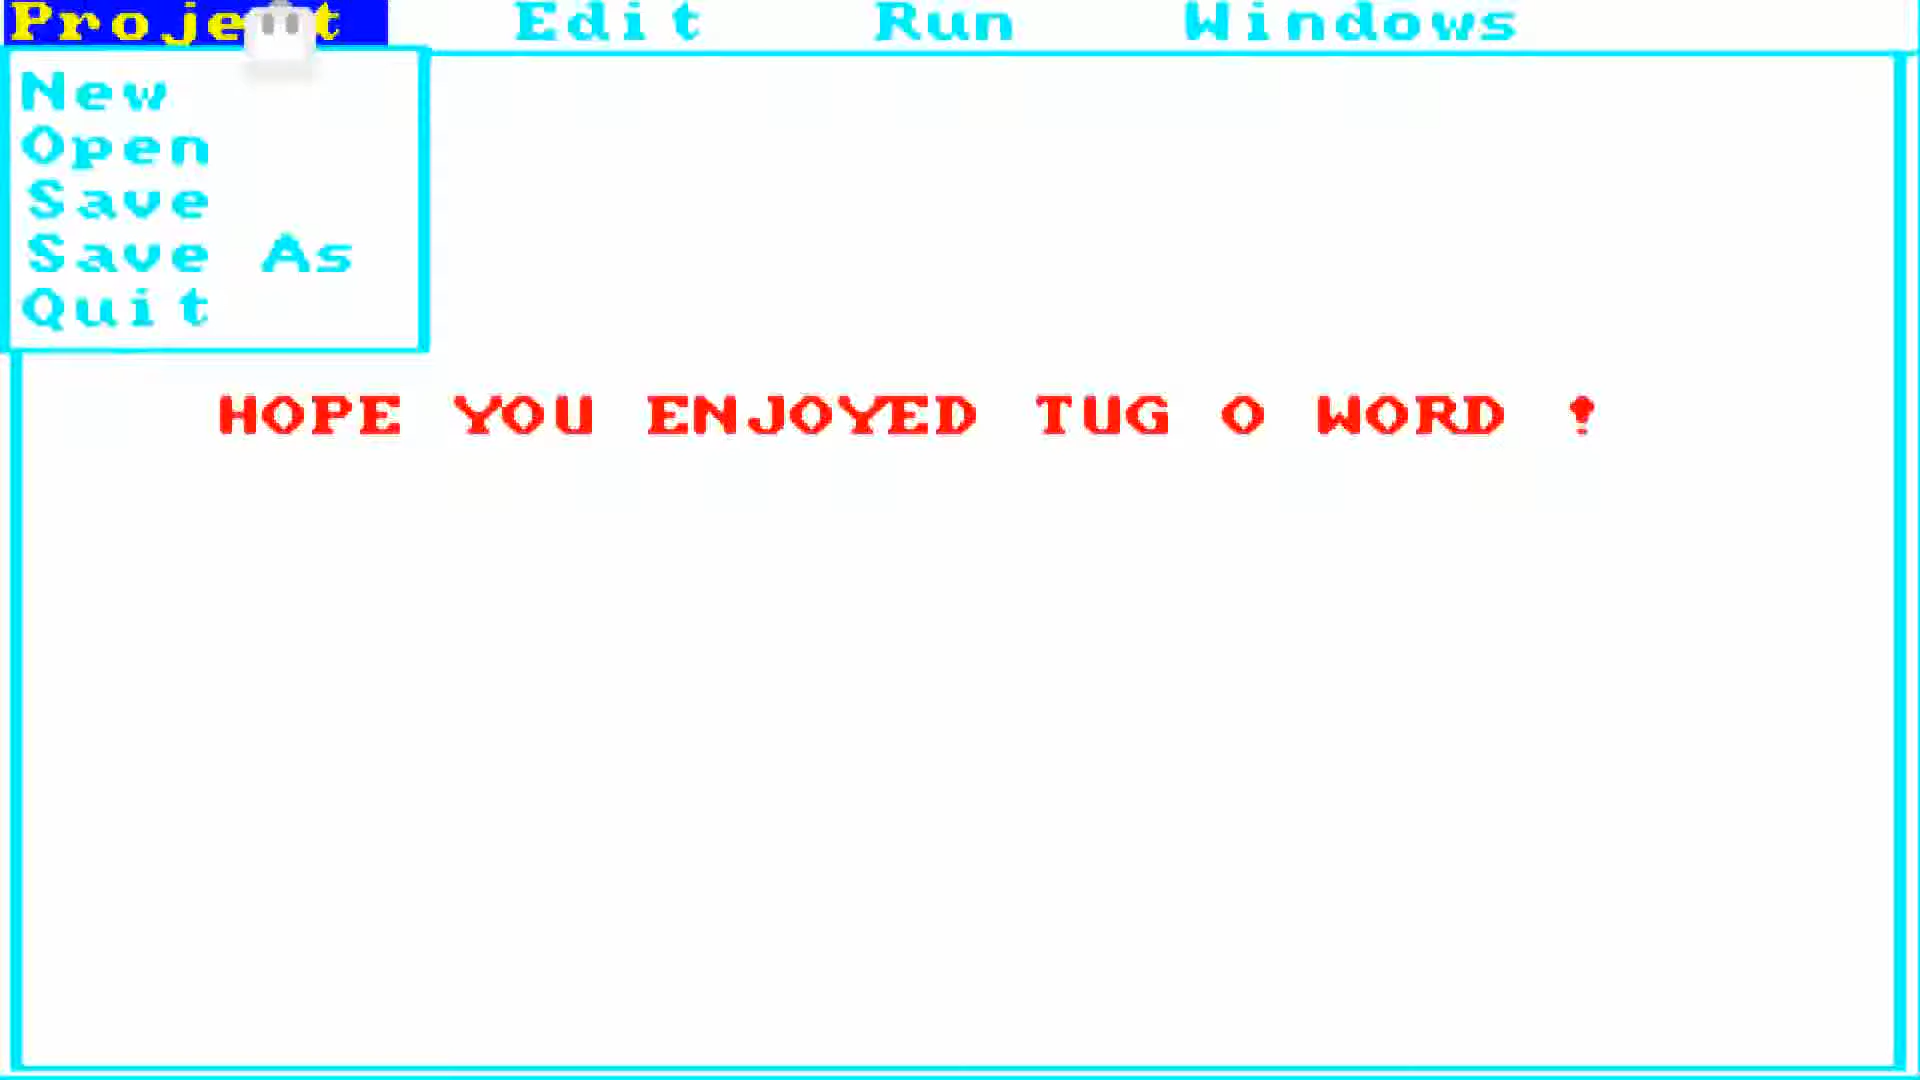 Project Edit Run Windows
New
Open
Save
Save As
Quit
HOPE YOU ENJOYED TUG O WORD !